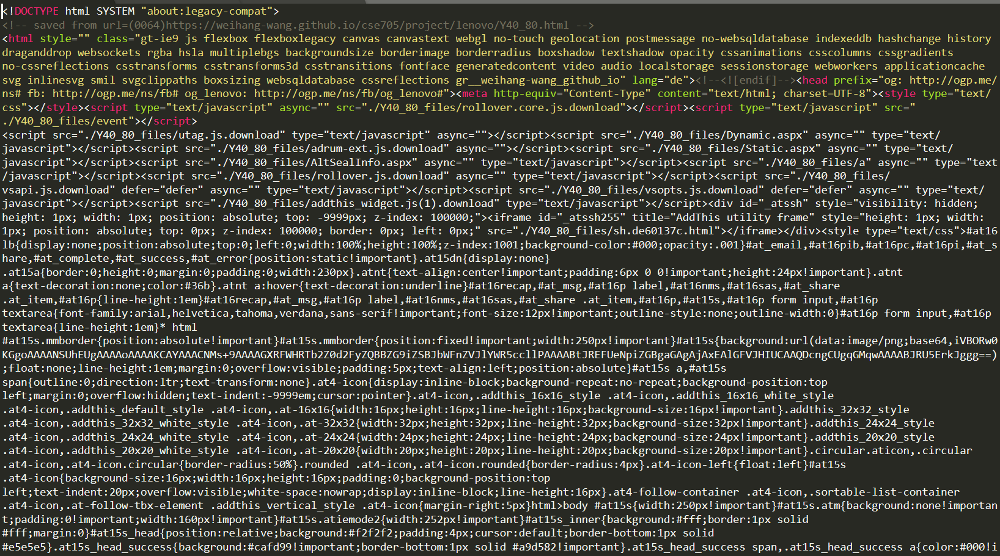 <!DOCTYPE html SYSTEM "about:legacy-compat">
<!-- saved from url=(0064)https://weihang-wang.github.io/cse705/project/lenovo/Y40_80.html -->
<html style="" class="gt-ie9 js flexbox flexboxlegacy canvas canvastext webgl no-touch geolocation postmessage no-websqldatabase indexeddb hashchange history
draganddrop websockets rgba hsla multiplebgs backgroundsize borderimage borderradius boxshadow textshadow opacity cssanimations csscolumns cssgradients
no-cssreflections csstransforms csstransforms3d csstransitions fontface generatedcontent video audio localstorage sessionstorage webworkers applicationcache
svg inlinesvg smil svgclippaths boxsizing websqldatabase cssreflections gr__weihang-wang_github_io" lang="de"><!--<![endif]--><head prefix="og: http://ogp.me/
ns# fb: http://ogp.me/ns/fb# og_lenovo: http://ogp.me/ns/fb/og_lenovo#"><meta http-equiv="Content-Type" content="text/html; charset=UTF-8"><style type="text/
css"></style><script type="text/javascript" async="" src="./Y40_80_files/rollover.core.js.download"></script><script type="text/javascript" src="
./Y40_80_files/event"></script>
<script src="./Y40_80_files/utag.js.download" type="text/javascript" async=""></script><script src="./Y40_80_files/Dynamic.aspx" async="" type="text/
javascript"></script><script src="./Y40_80_files/adrum-ext.js.download" async=""></script><script src="./Y40_80_files/Static.aspx" async="" type="text/
javascript"></script><script src="./Y40_80_files/AltSealInfo.aspx" async="" type="text/javascript"></script><script src="./Y40_80_files/a" async="" type="text
/javascript"></script><script src="./Y40_80_files/rollover.js.download" async="" type="text/javascript"></script><script src="./Y40_80_files/
vsapi.js.download" defer="defer" async="" type="text/javascript"></script><script src="./Y40_80_files/vsopts.js.download" defer="defer" async="" type="text/
javascript"></script><script src="./Y40_80_files/addthis_widget.js(1).download" type="text/javascript"></script><div id="_atssh" style="visibility: hidden;
height: 1px; width: 1px; position: absolute; top: -9999px; z-index: 100000;"><iframe id="_atssh255" title="AddThis utility frame" style="height: 1px; width:
1px; position: absolute; top: 0px; z-index: 100000; border: 0px; left: 0px;" src="./Y40_80_files/sh.de60137c.html"></iframe></div><style type="text/css">#at16
lb{display:none;position:absolute;top:0;left:0;width:100%;height:100%;z-index:1001;background-color:#000;opacity:.001}#at_email,#at16pib,#at16pc,#at16pi,#at_s
hare,#at_complete,#at_success,#at_error{position:static!important}.at15dn{display:none}
.at15a{border:0;height:0;margin:0;padding:0;width:230px}.atnt{text-align:center!important;padding:6px 0 0!important;height:24px!important}.atnt
a{text-decoration:none;color:#36b}.atnt a:hover{text-decoration:underline}#at16recap,#at_msg,#at16p label,#at16nms,#at16sas,#at_share
.at_item,#at16p{line-height:1em}#at16recap,#at_msg,#at16p label,#at16nms,#at16sas,#at_share .at_item,#at16p,#at15s,#at16p form input,#at16p
textarea{font-family:arial,helvetica,tahoma,verdana,sans-serif!important;font-size:12px!important;outline-style:none;outline-width:0}#at16p form input,#at16p
textarea{line-height:1em}* html
#at15s.mmborder{position:absolute!important}#at15s.mmborder{position:fixed!important;width:250px!important}#at15s{background:url(data:image/png;base64,iVBORw0
KGgoAAAANSUhEUgAAAAoAAAAKCAYAAACNMs+9AAAAGXRFWHRTb2Z0d2FyZQBBZG9iZSBJbWFnZVJlYWR5ccllPAAAABtJREFUeNpiZGBgaGAgAjAxEAlGFVJHIUCAAQDcngCUgqGMqwAAAABJRU5ErkJggg==)
;float:none;line-height:1em;margin:0;overflow:visible;padding:5px;text-align:left;position:absolute}#at15s a,#at15s
span{outline:0;direction:ltr;text-transform:none}.at4-icon{display:inline-block;background-repeat:no-repeat;background-position:top
left;margin:0;overflow:hidden;text-indent:-9999em;cursor:pointer}.at4-icon,.addthis_16x16_style .at4-icon,.addthis_16x16_white_style
.at4-icon,.addthis_default_style .at4-icon,.at-16x16{width:16px;height:16px;line-height:16px;background-size:16px!important}.addthis_32x32_style
.at4-icon,.addthis_32x32_white_style .at4-icon,.at-32x32{width:32px;height:32px;line-height:32px;background-size:32px!important}.addthis_24x24_style
.at4-icon,.addthis_24x24_white_style .at4-icon,.at-24x24{width:24px;height:24px;line-height:24px;background-size:24px!important}.addthis_20x20_style
.at4-icon,.addthis_20x20_white_style .at4-icon,.at-20x20{width:20px;height:20px;line-height:20px;background-size:20px!important}.circular.aticon,.circular
.at4-icon,.at4-icon.circular{border-radius:50%}.rounded .at4-icon,.at4-icon.rounded{border-radius:4px}.at4-icon-left{float:left}#at15s
.at4-icon{background-size:16px;width:16px;height:16px;padding:0;background-position:top
left;text-indent:20px;overflow:visible;white-space:nowrap;display:inline-block;line-height:16px}.at4-follow-container .at4-icon,.sortable-list-container
.at4-icon,.at-follow-tbx-element .addthis_vertical_style .at4-icon{margin-right:5px}html>body #at15s{width:250px!important}#at15s.atm{background:none!importan
t;padding:0!important;width:160px!important}#at15s.atiemode2{width:252px!important}#at15s_inner{background:#fff;border:1px solid
#fff;margin:0}#at15s_head{position:relative;background:#f2f2f2;padding:4px;cursor:default;border-bottom:1px solid
#e5e5e5}.at15s_head_success{background:#cafd99!important;border-bottom:1px solid #a9d582!important}.at15s_head_success span,.at15s_head_success a{color:#000!i